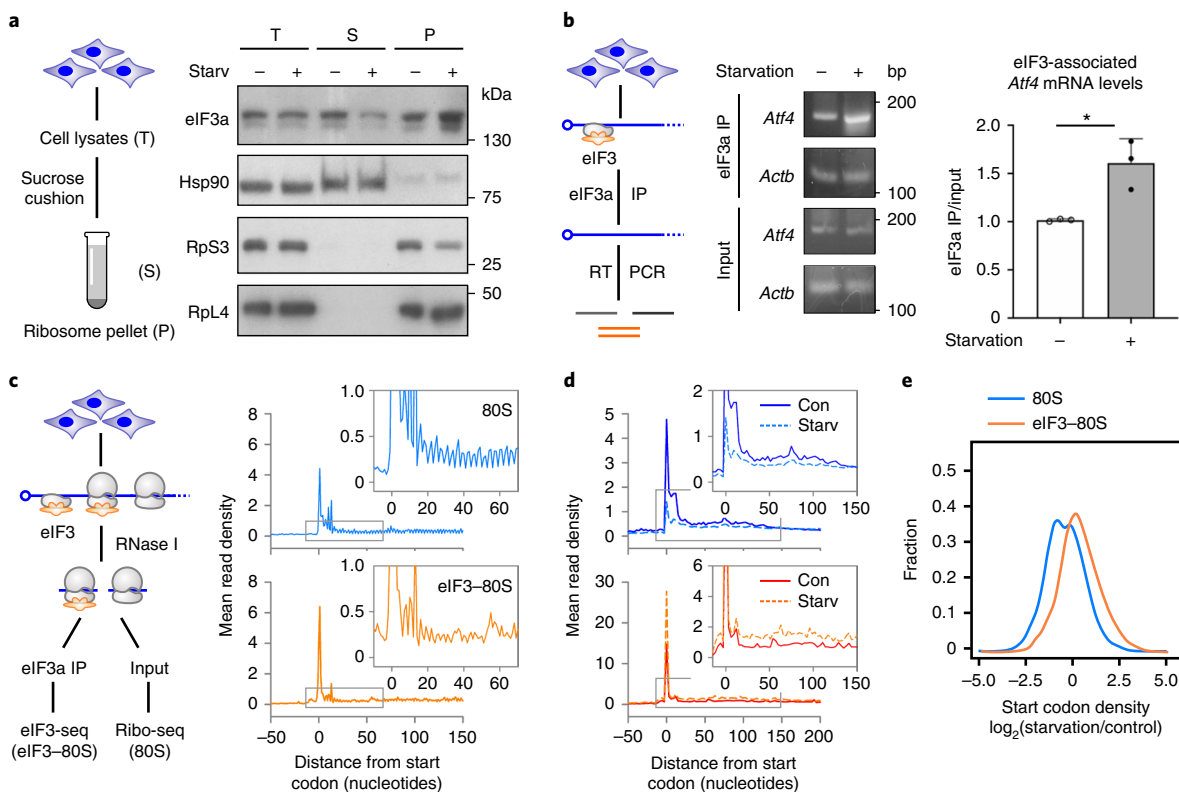 a
T S P
Starv – + – + – +
kDa
eIF3a
130
Hsp90
75
RpS3
25
50
RpL4
Cell lysates (T)
Sucrose
cushion
(S)
Ribosome pellet (P)
b
eIF3
eIF3a IP
RT PCR
Starvation – + bp
eIF3a IP
Atf4
200
Actb
100
Input
Atf4
200
Actb
100
eIF3-associated
Atf4 mRNA levels
eIF3a IP/input
2.0
1.5
1.0
0
*
Starvation – +
c
eIF3
RNase I
eIF3a IP Input
eIF3-seq Ribo-seq
(eIF3–80S) (80S)
Mean read density
8
6
4
2
0
80S
1.0
0.5
0
0 20 40 60
8
6
4
2
0
eIF3–80S
1.0
0.5
0
0 20 40 60
–50 0 50 100 150
Distance from start
codon (nucleotides)
d
Mean read density
5
4
3
2
1
0
Con
Starv
2
1
0
0 50 100 150
30
20
10
0
Con
Starv
6
4
2
0
0 50 100 150
–50 0 50 100 150 200
Distance from start
codon (nucleotides)
e
80S
eIF3–80S
Fraction
0.5
0.4
0.3
0.4
0.1
0
–5.0 –2.5 0 2.5 5.0
Start codon density
log2(starvation/control)